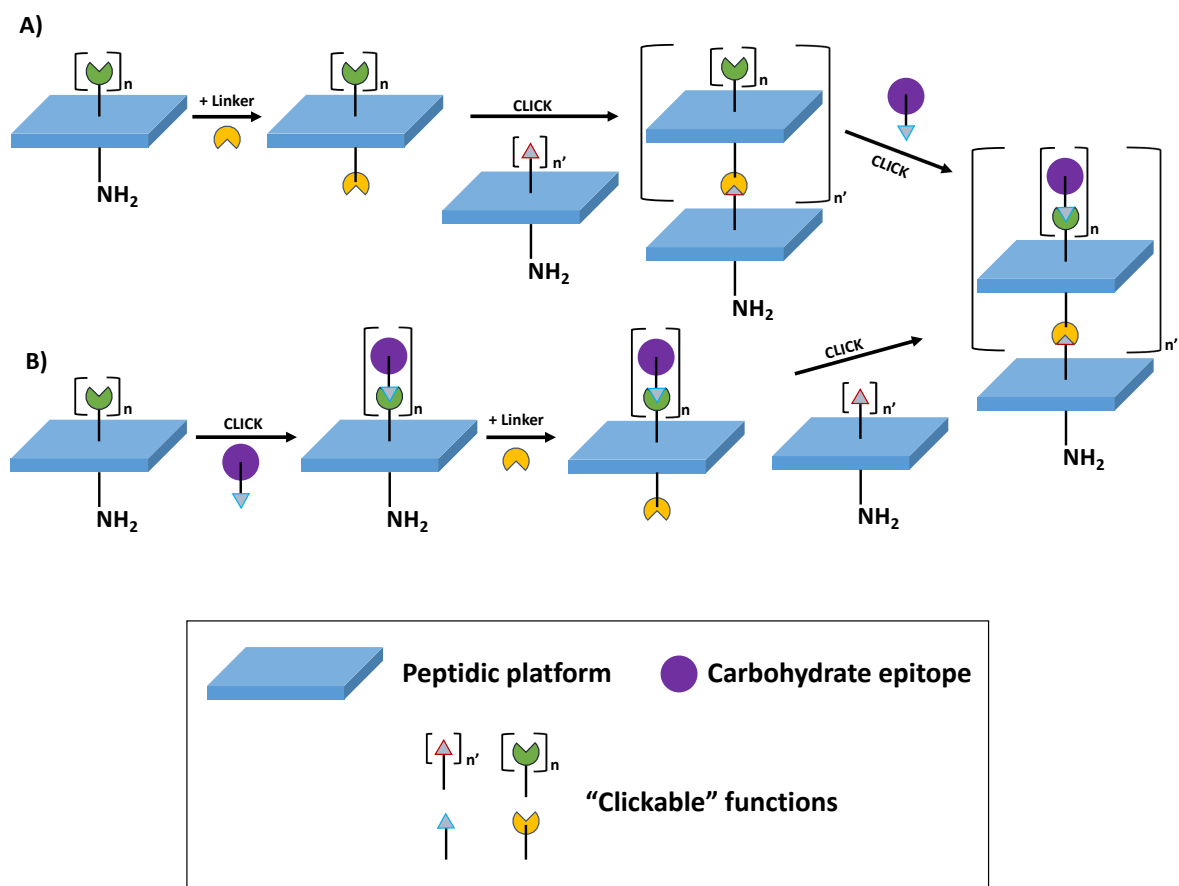 A)
n
+ Linker
NH2
n
CLICK
n'
NH2
n
n'
NH2
CLICK
n
n'
NH2
B)
n
CLICK
NH2
n
+ Linker
NH2
n
CLICK
n'
NH2
Peptidic platform
Carbohydrate epitope
n'
n
“Clickable” functions